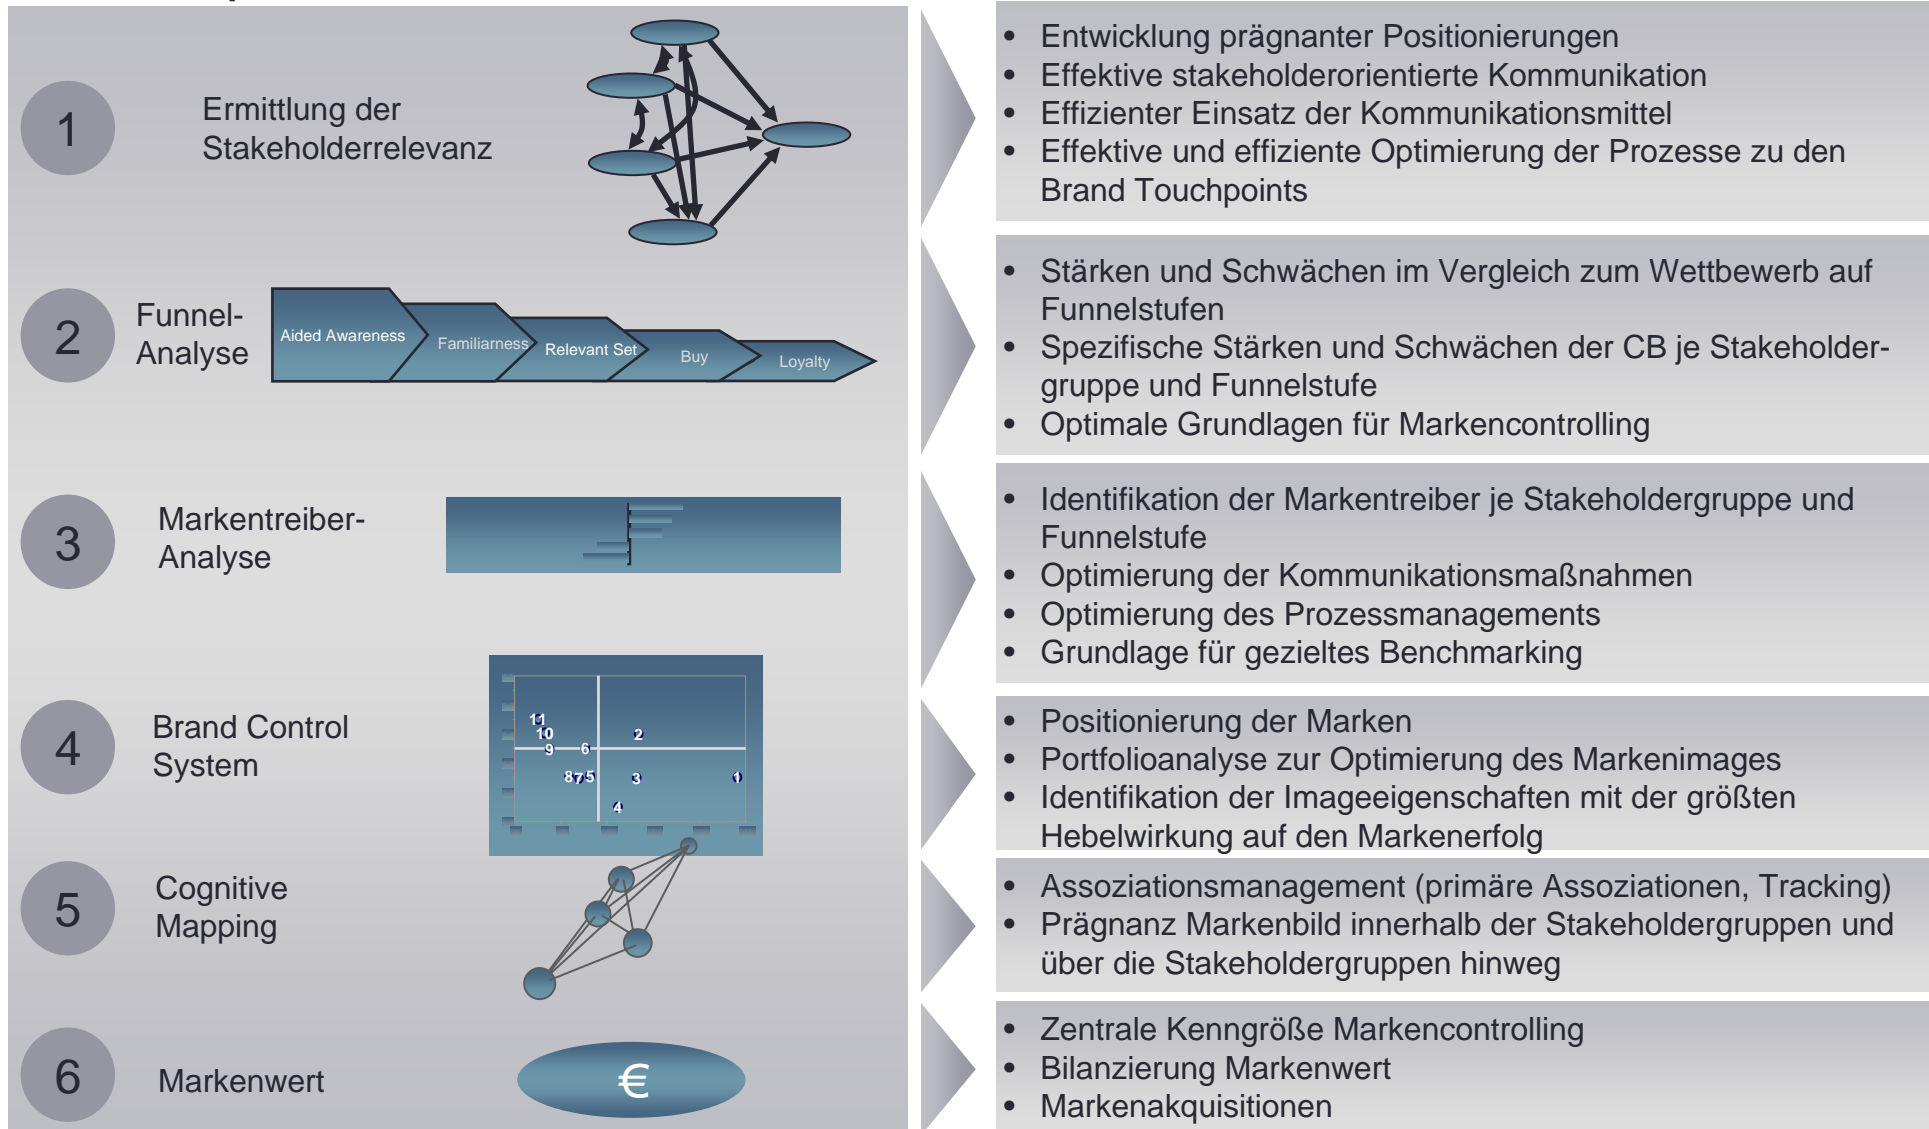 1
Ermittlung der
Stakeholderrelevanz
• Entwicklung prägnanter Positionierungen
• Effektive stakeholderorientierte Kommunikation
• Effizienter Einsatz der Kommunikationsmittel
• Effektive und effiziente Optimierung der Prozesse zu den
Brand Touchpoints
2
Funnel-
Analyse
Aided Awareness
Familiarness
Relevant Set
Buy
Loyalty
• Stärken und Schwächen im Vergleich zum Wettbewerb auf
Funnelstufen
• Spezifische Stärken und Schwächen der CB je Stakeholder-
gruppe und Funnelstufe
• Optimale Grundlagen für Markencontrolling
3
Markentreiber-
Analyse
• Identifikation der Markentreiber je Stakeholdergruppe und
Funnelstufe
• Optimierung der Kommunikationsmaßnahmen
• Optimierung des Prozessmanagements
• Grundlage für gezieltes Benchmarking
4
Brand Control
System
11
10
2
9
6
8
7
5
3
1
4
• Positionierung der Marken
• Portfolioanalyse zur Optimierung des Markenimages
• Identifikation der Imageeigenschaften mit der größten
Hebelwirkung auf den Markenerfolg
5
Cognitive
Mapping
• Assoziationsmanagement (primäre Assoziationen, Tracking)
• Prägnanz Markenbild innerhalb der Stakeholdergruppen und
über die Stakeholdergruppen hinweg
6
Markenwert
€
• Zentrale Kenngröße Markencontrolling
• Bilanzierung Markenwert
• Markenakquisitionen